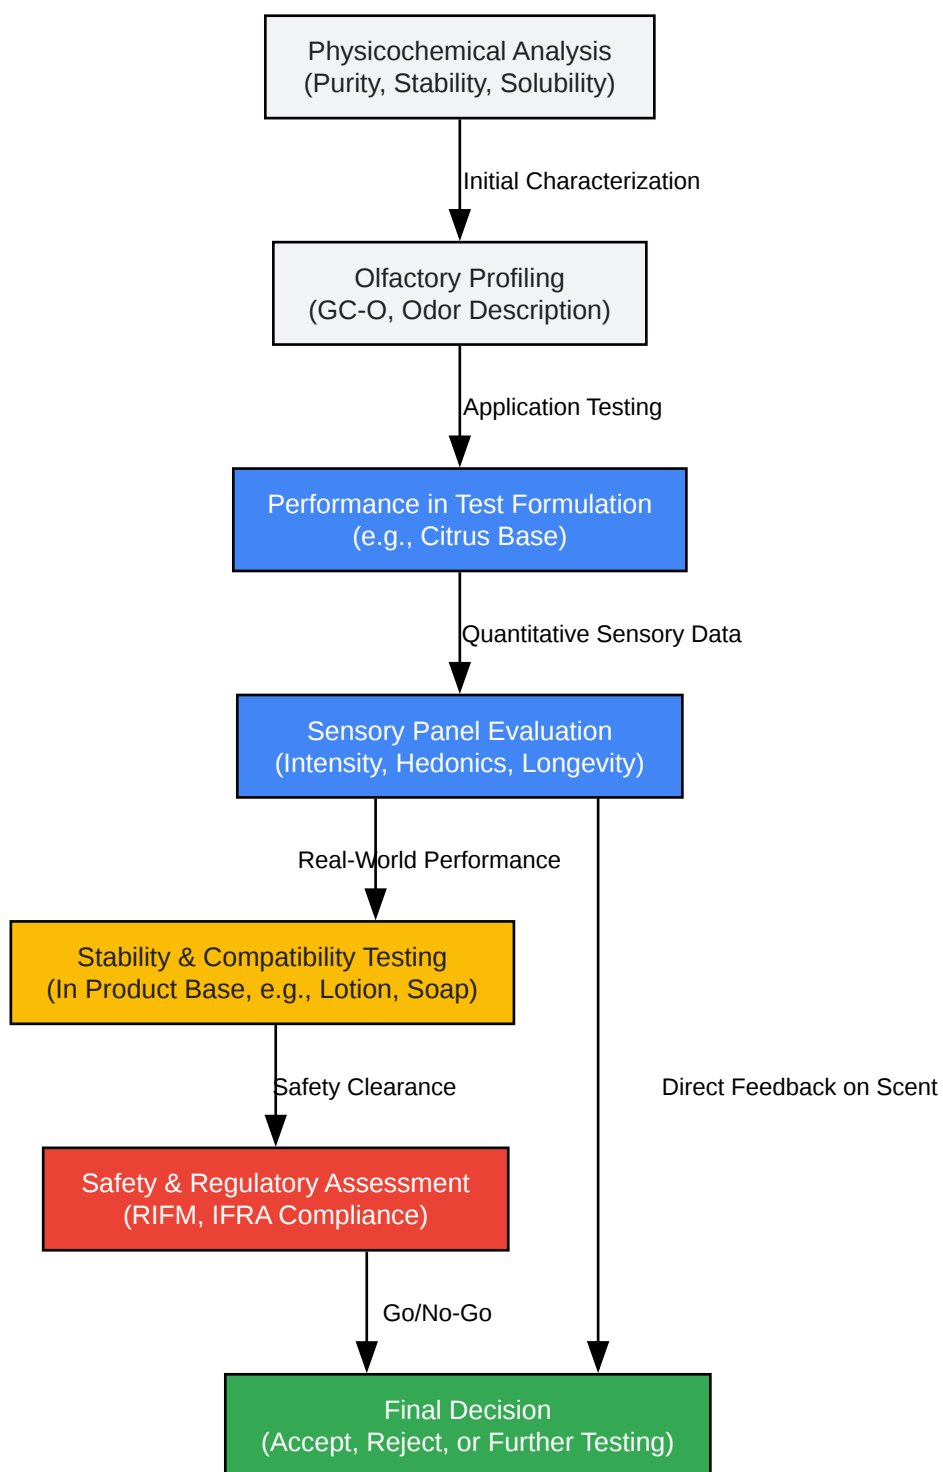 Physicochemical Analysis
(Purity, Stability, Solubility)
Initial Characterization
Olfactory Profiling
(GC-O, Odor Description)
Application Testing
Performance in Test Formulation
(e.g., Citrus Base)
Quantitative Sensory Data
Sensory Panel Evaluation
(Intensity, Hedonics, Longevity)
Real-World Performance
Stability & Compatibility Testing
(In Product Base, e.g., Lotion, Soap)
Safety Clearance
Direct Feedback on Scent
Safety & Regulatory Assessment
(RIFM, IFRA Compliance)
Go/No-Go
Final Decision
(Accept, Reject, or Further Testing)